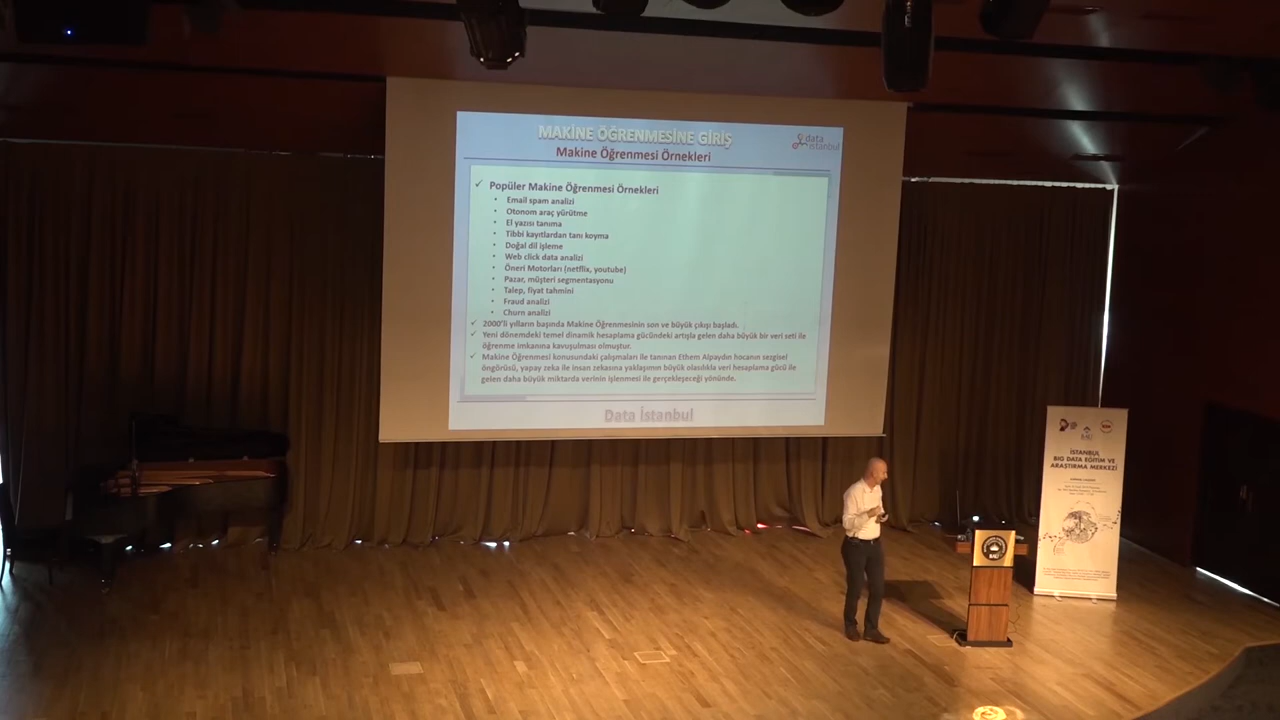 MAKİNE ÖĞRENMESİNE GİRİŞ
Makine Öğrenmesi Örnekleri
data
istanbul
✓ Popüler Makine Öğrenmesi Örnekleri
• Email spam analizi
• Otonom araç yürütme
• El yazısı tanıma
• Tibbi kayıtlardan tanı koyma
• Doğal dil işleme
• Web click data analizi
• Öneri Motorları (netflix, youtube)
• Pazar, müşteri segmentasyonu
• Talep, fiyat tahmini
• Fraud analizi
• Churn analizi
✓ 2000'li yılların başında Makine Öğrenmesinin son ve büyük çıkışı başladı.
✓ Yeni dönemdeki temel dinamik hesaplama gücündeki artışla gelen daha büyük bir veri seti ile
öğrenme imkanına kavuşulması olmuştur.
✓ Makine Öğrenmesi konusundaki çalışmaları ile tanınan Ethem Alpaydın hocanın sezgisel
öngörüsü, yapay zeka ile insan zekasına yaklaşımın büyük olasılıkla veri hesaplama gücü ile
gelen daha büyük miktarda verinin işlenmesi ile gerçekleşeceği yönünde.
Data İstanbul
İSTANBUL
BIG DATA EĞİTİM VE
ARAŞTIRMA MERKEZİ
BAU